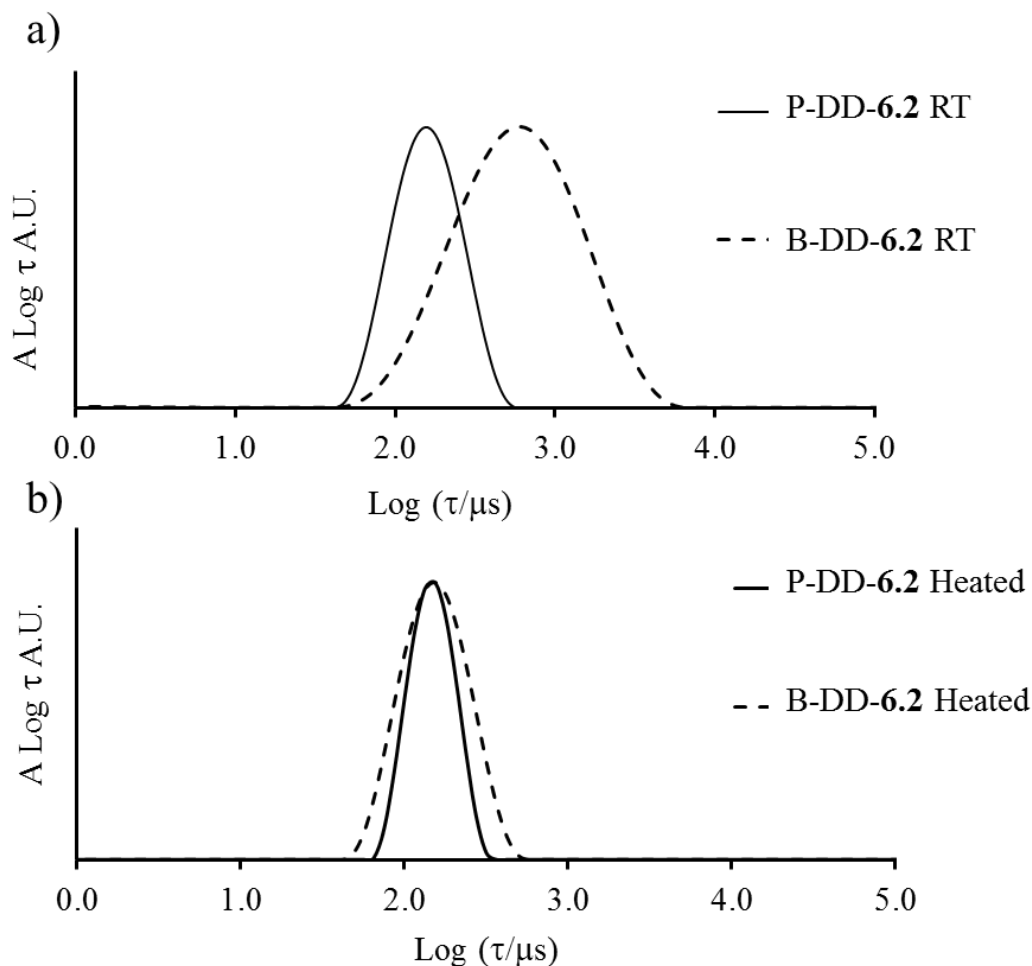 a)
A Log τ A.U.
P-DD-6.2 RT
B-DD-6.2 RT
0.0 1.0 2.0 3.0 4.0 5.0
Log (τ/μs)
b)
A Log τ A.U.
P-DD-6.2 Heated
B-DD-6.2 Heated
0.0 1.0 2.0 3.0 4.0 5.0
Log (τ/μs)